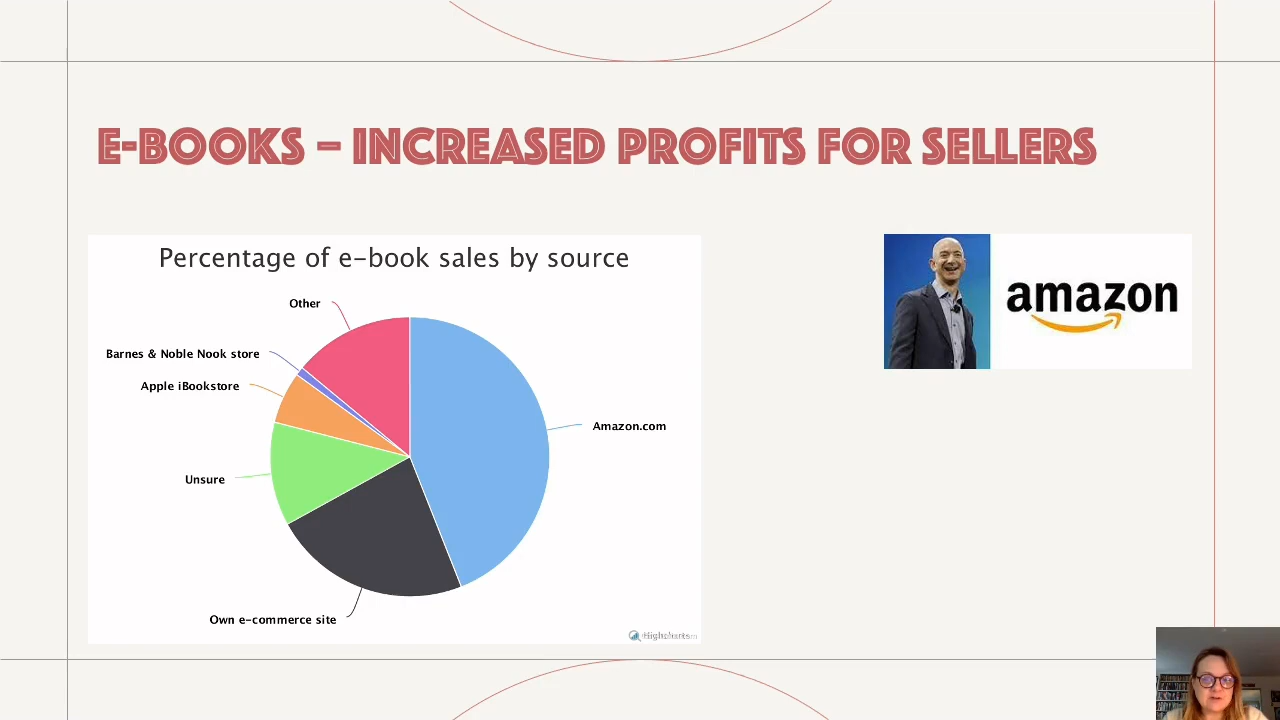 E-BOOKS – INCREASED PROFITS FOR SELLERS
Percentage of e-book sales by source
Other
Barnes & Noble Nook store
Apple iBookstore
Amazon.com
Unsure
Own e-commerce site
amazon